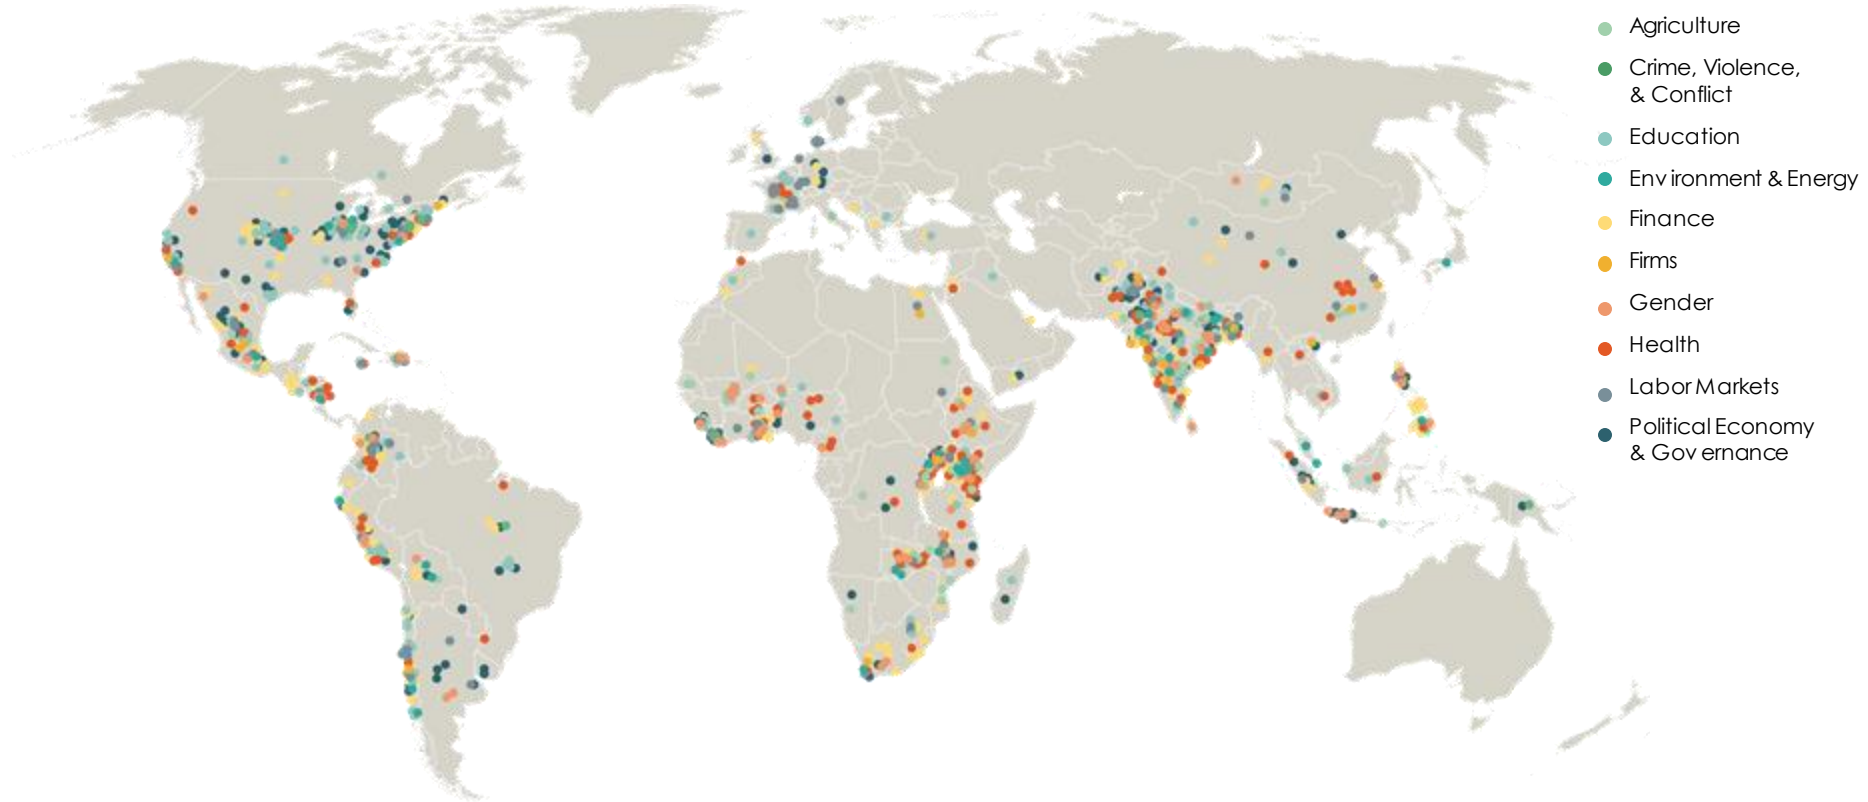 Agriculture
Crime, Violence,
& Conflict
Education
Environment & Energy
Finance
Firms
Gender
Health
Labor Markets
Political Economy
& Governance